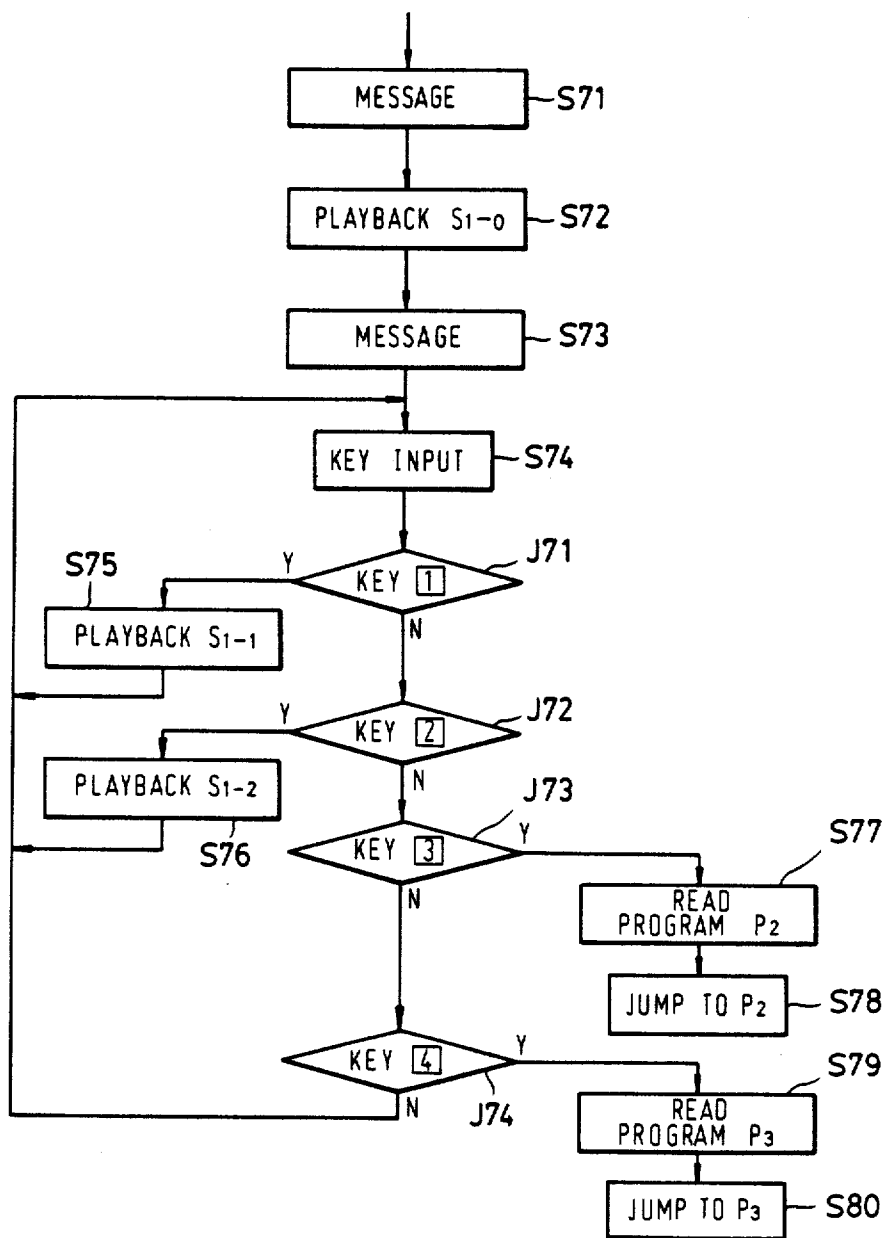 MESSAGE S71
PLAYBACK S1-0 S72
MESSAGE S73
KEY INPUT S74
J71
Y
KEY 1
N
S75
PLAYBACK S1-1
J72
Y
KEY 2
N
PLAYBACK S1-2
S76
J73
Y
KEY 3
N
S77
READ
PROGRAM P2
JUMP TO P2 S78
Y
KEY 4
N
J74
S79
READ
PROGRAM P3
JUMP TO P3 S80